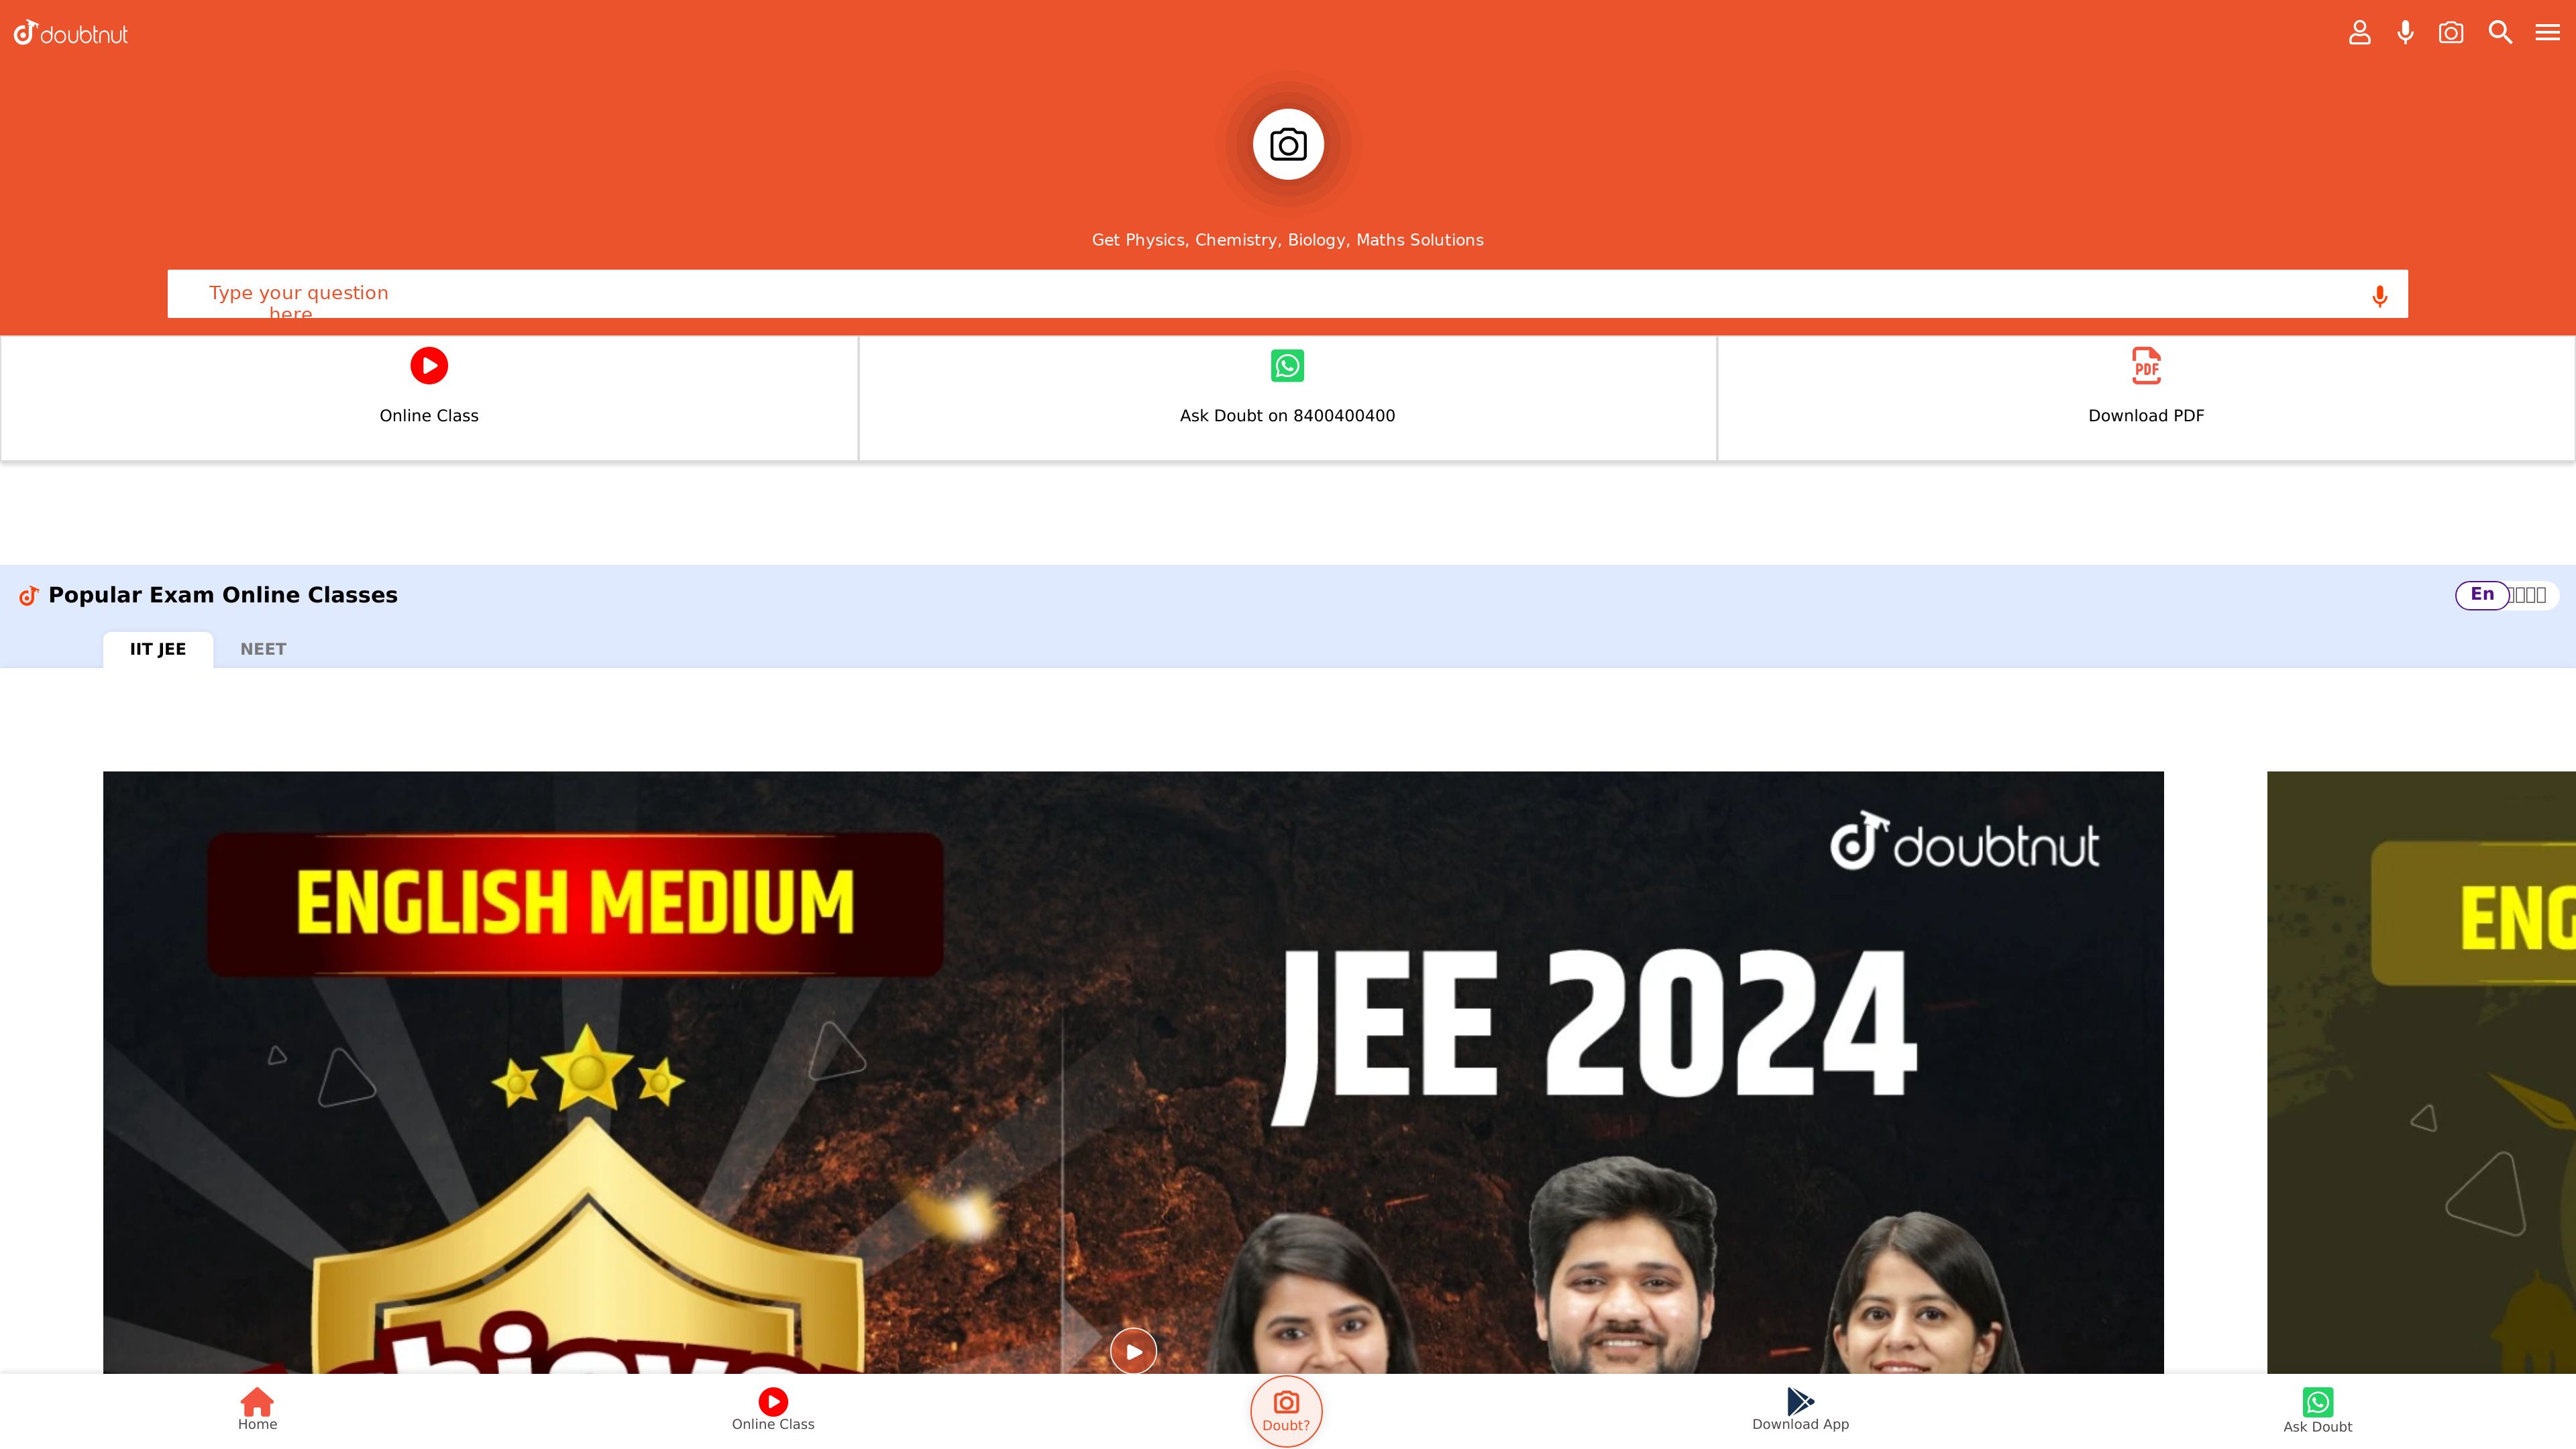 doubtnut
Get Physics, Chemistry, Biology, Maths Solutions
Type your question
here
Online Class
Ask Doubt on 8400400400
PDF
Download PDF
Popular Exam Online Classes
En
IIT JEE
NEET
ENGLISH MEDIUM
doubtnut
JEE 2024
Home
Online Class
Doubt?
Download App
Ask Doubt